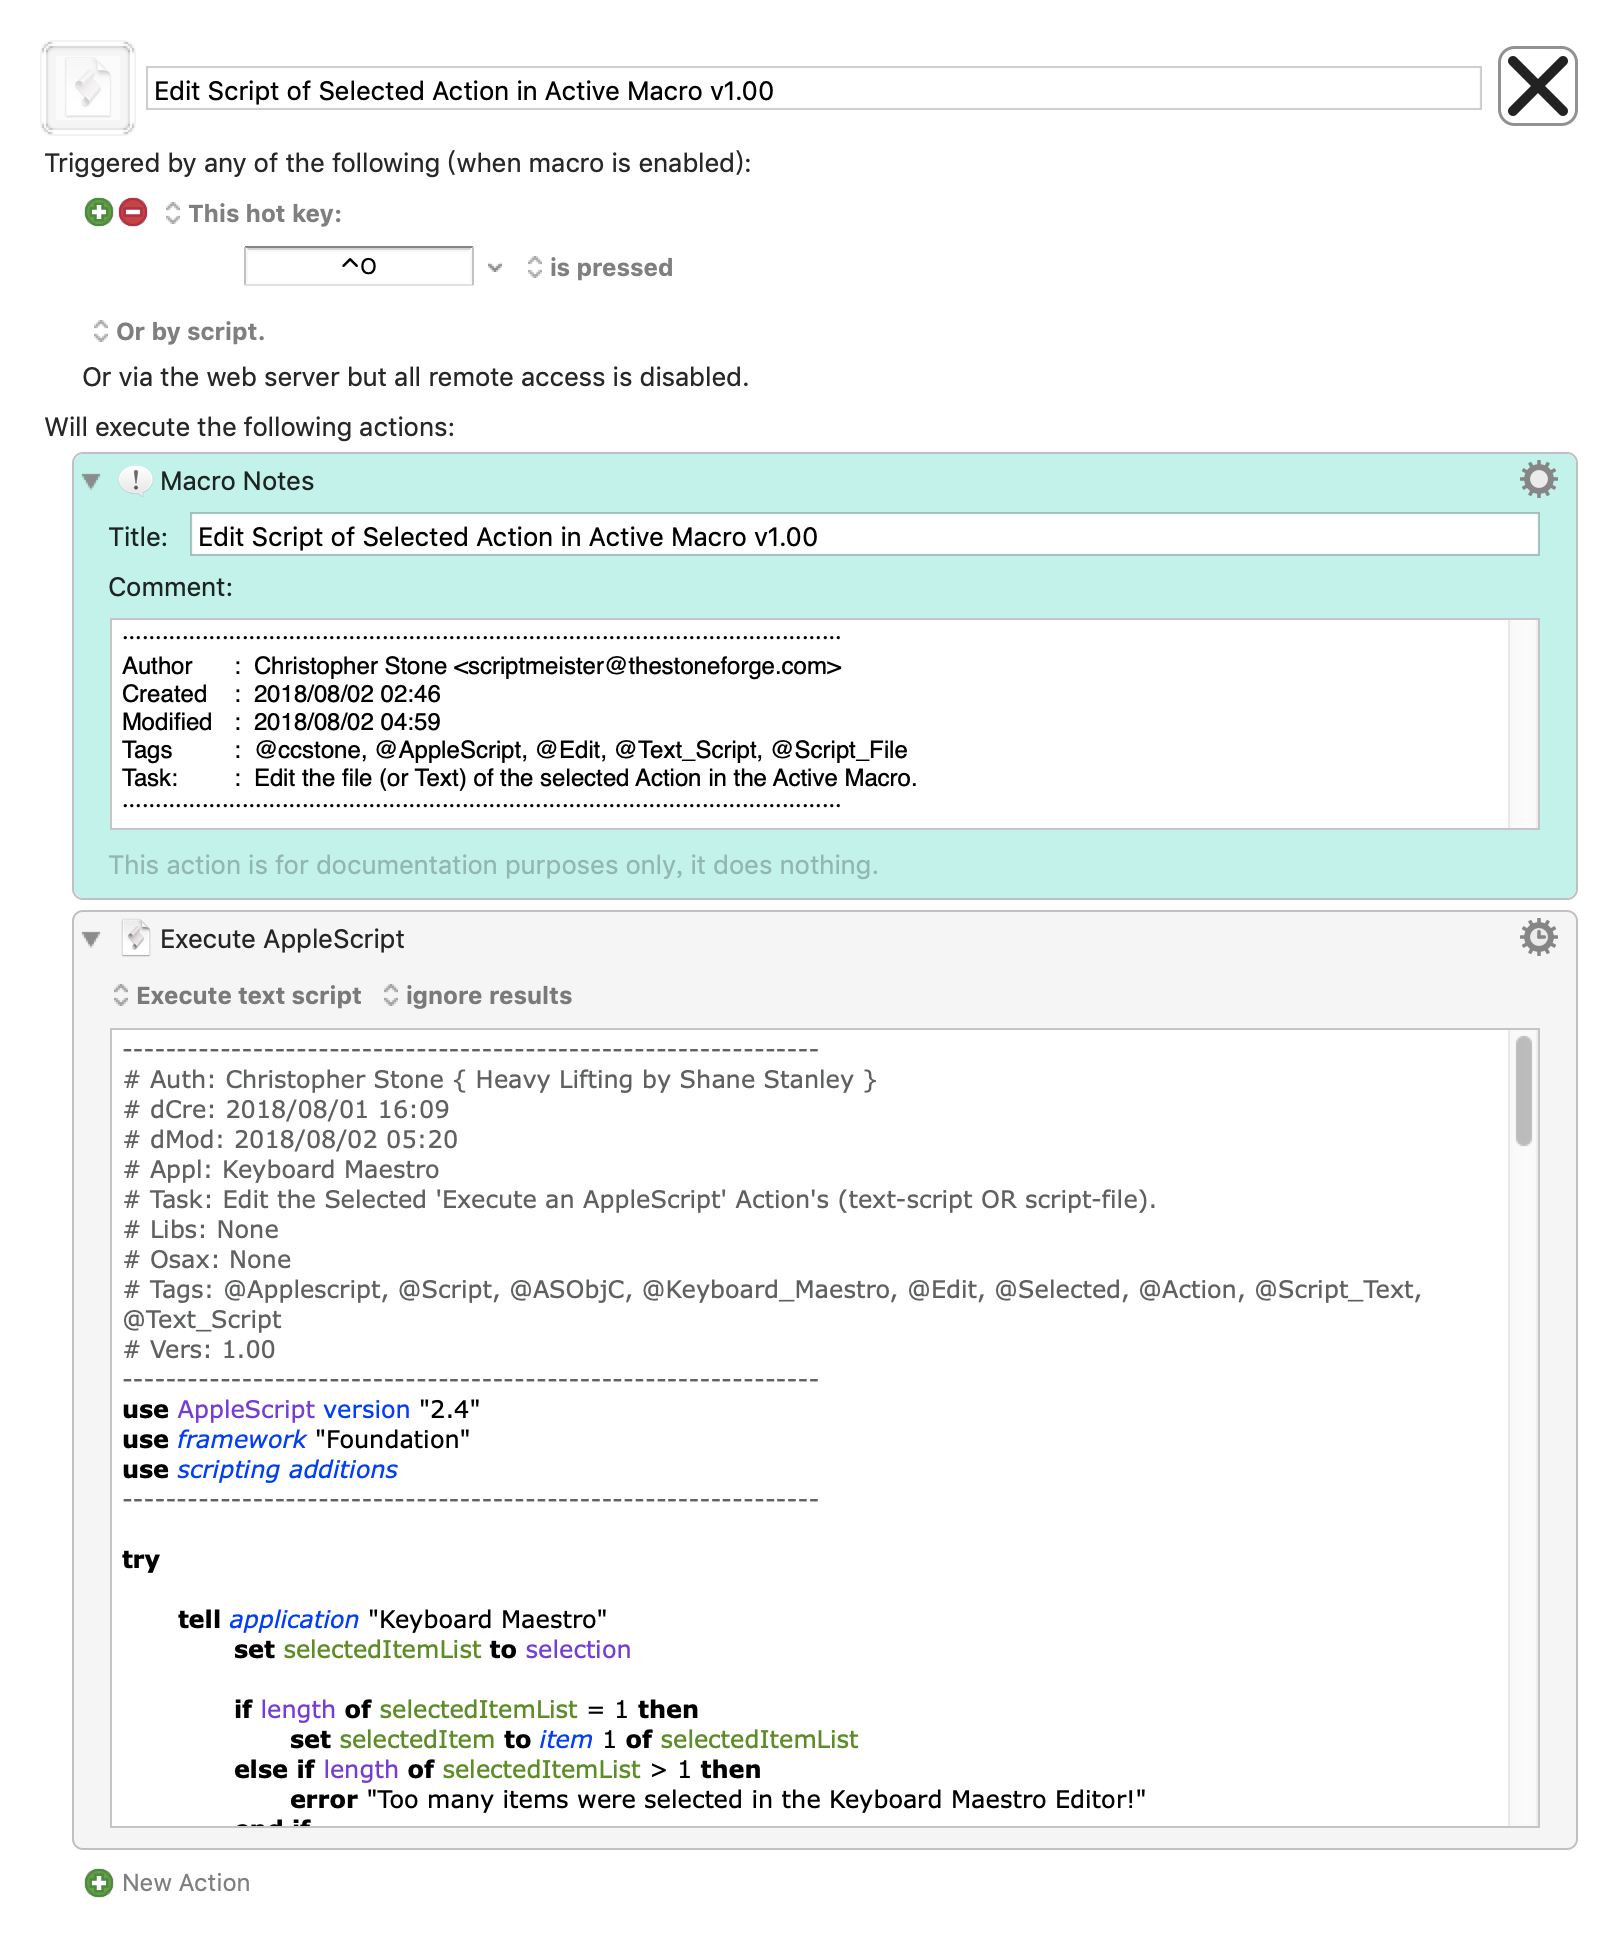 Edit Script of Selected Action in Active Macro v1.00
Triggered by any of the following (when macro is enabled):
This hot key:
^O
is pressed
Or by script.
Or via the web server but all remote access is disabled.
Will execute the following actions:
Macro Notes
Title: Edit Script of Selected Action in Active Macro v1.00
Comment:
Author : Christopher Stone <scriptmeister@thestoneforge.com>
Created : 2018/08/02 02:46
Modified : 2018/08/02 04:59
Tags : @ccstone, @AppleScript, @Edit, @Text_Script, @Script_File
Task: : Edit the file (or Text) of the selected Action in the Active Macro.
This action is for documentation purposes only, it does nothing.
Execute AppleScript
Execute text script ignore results
----------------------------------------------------------------
# Auth: Christopher Stone { Heavy Lifting by Shane Stanley }
# dCre: 2018/08/01 16:09
# dMod: 2018/08/02 05:20
# Appl: Keyboard Maestro
# Task: Edit the Selected 'Execute an AppleScript' Action's (text-script OR script-file).
# Libs: None
# Osax: None
# Tags: @Applescript, @Script, @ASObjC, @Keyboard_Maestro, @Edit, @Selected, @Action, @Script_Text,
@Text_Script
# Vers: 1.00
----------------------------------------------------------------
use AppleScript version "2.4"
use framework "Foundation"
use scripting additions
----------------------------------------------------------------
try
tell application "Keyboard Maestro"
set selectedItemList to selection
if length of selectedItemList = 1 then
set selectedItem to item 1 of selectedItemList
else if length of selectedItemList > 1 then
error "Too many items were selected in the Keyboard Maestro Editor!"
end if
New Action